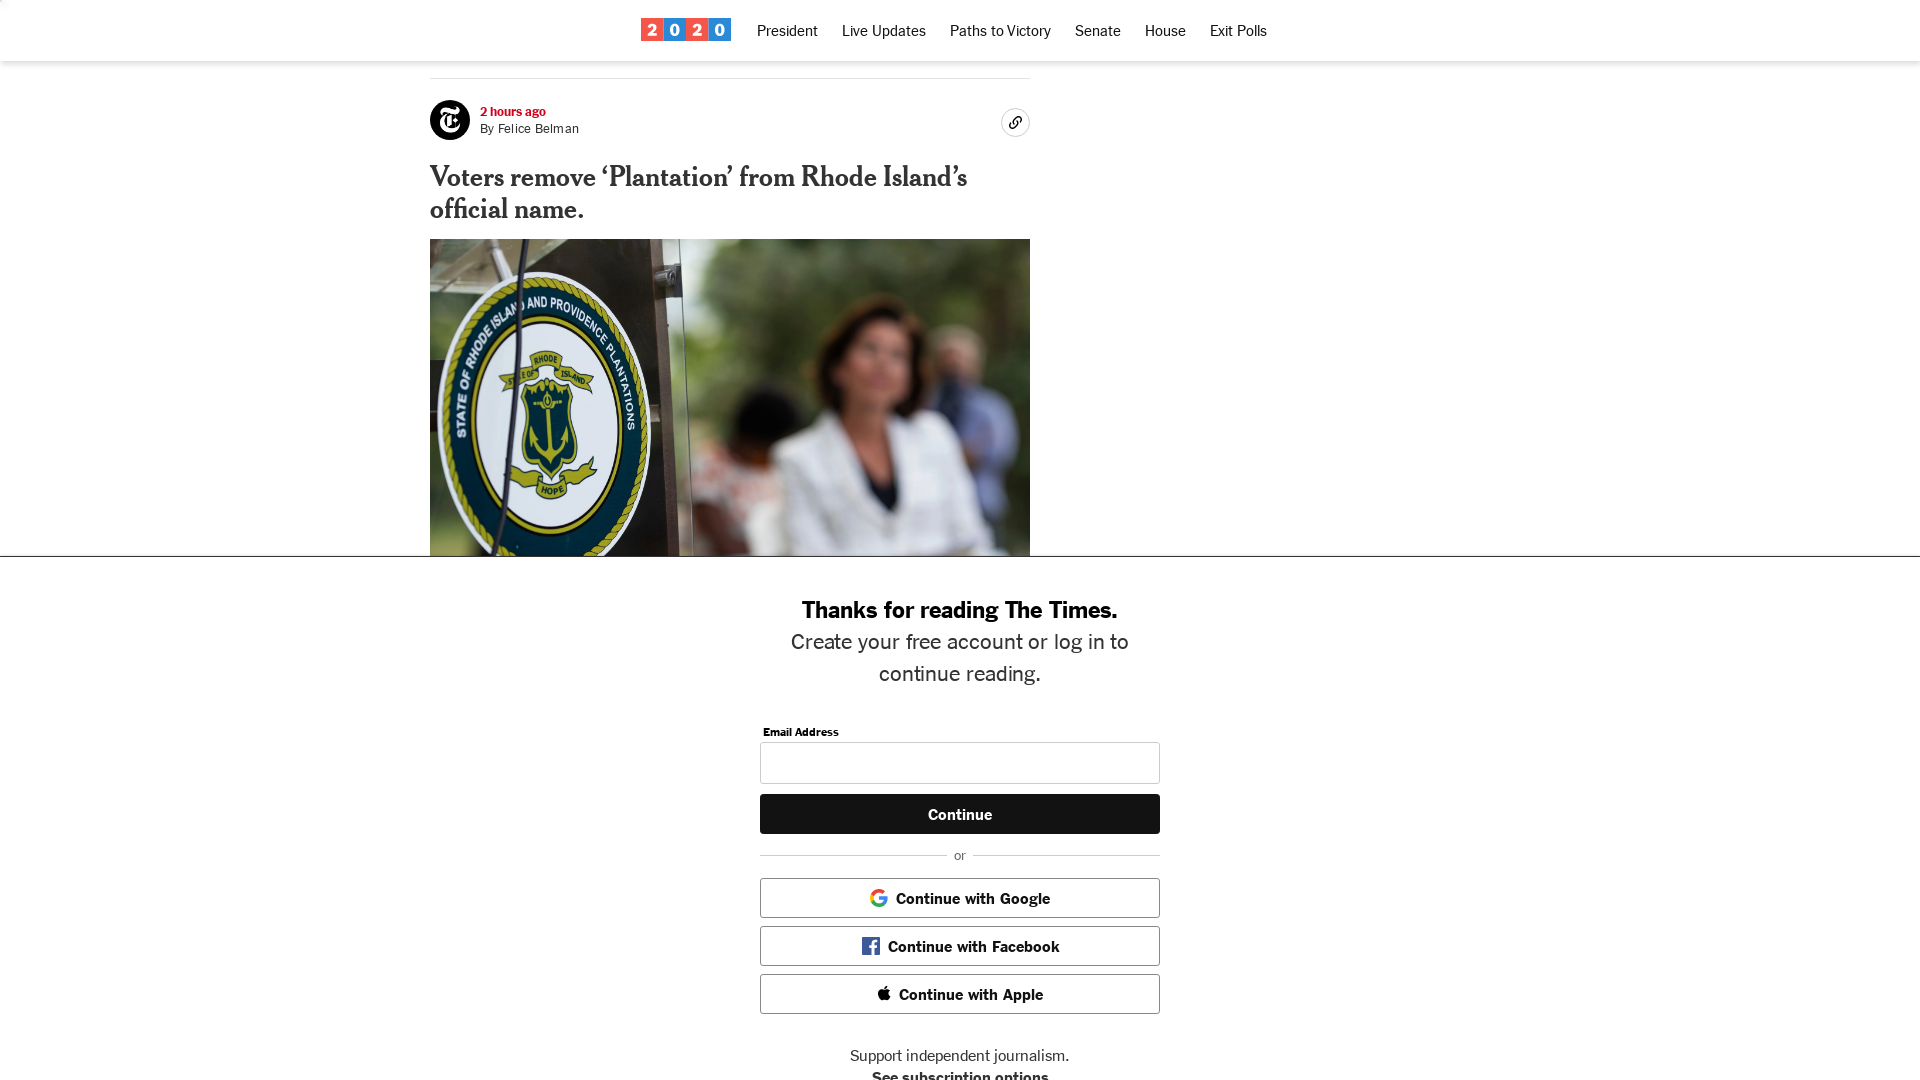 2020 President Live Updates Paths to Victory Senate House Exit Polls
2 hours ago
By Felice Belman
Voters remove ‘Plantation’ from Rhode Island’s
official name.
STATE OF RHODE ISLAND AND PROVIDENCE PLANTATIONS
STATE OF RHODE ISLAND
HOPE
Thanks for reading The Times.
Create your free account or log in to
continue reading.
Email Address
Continue
or
Continue with Google
Continue with Facebook
Continue with Apple
Support independent journalism.
See subscription options